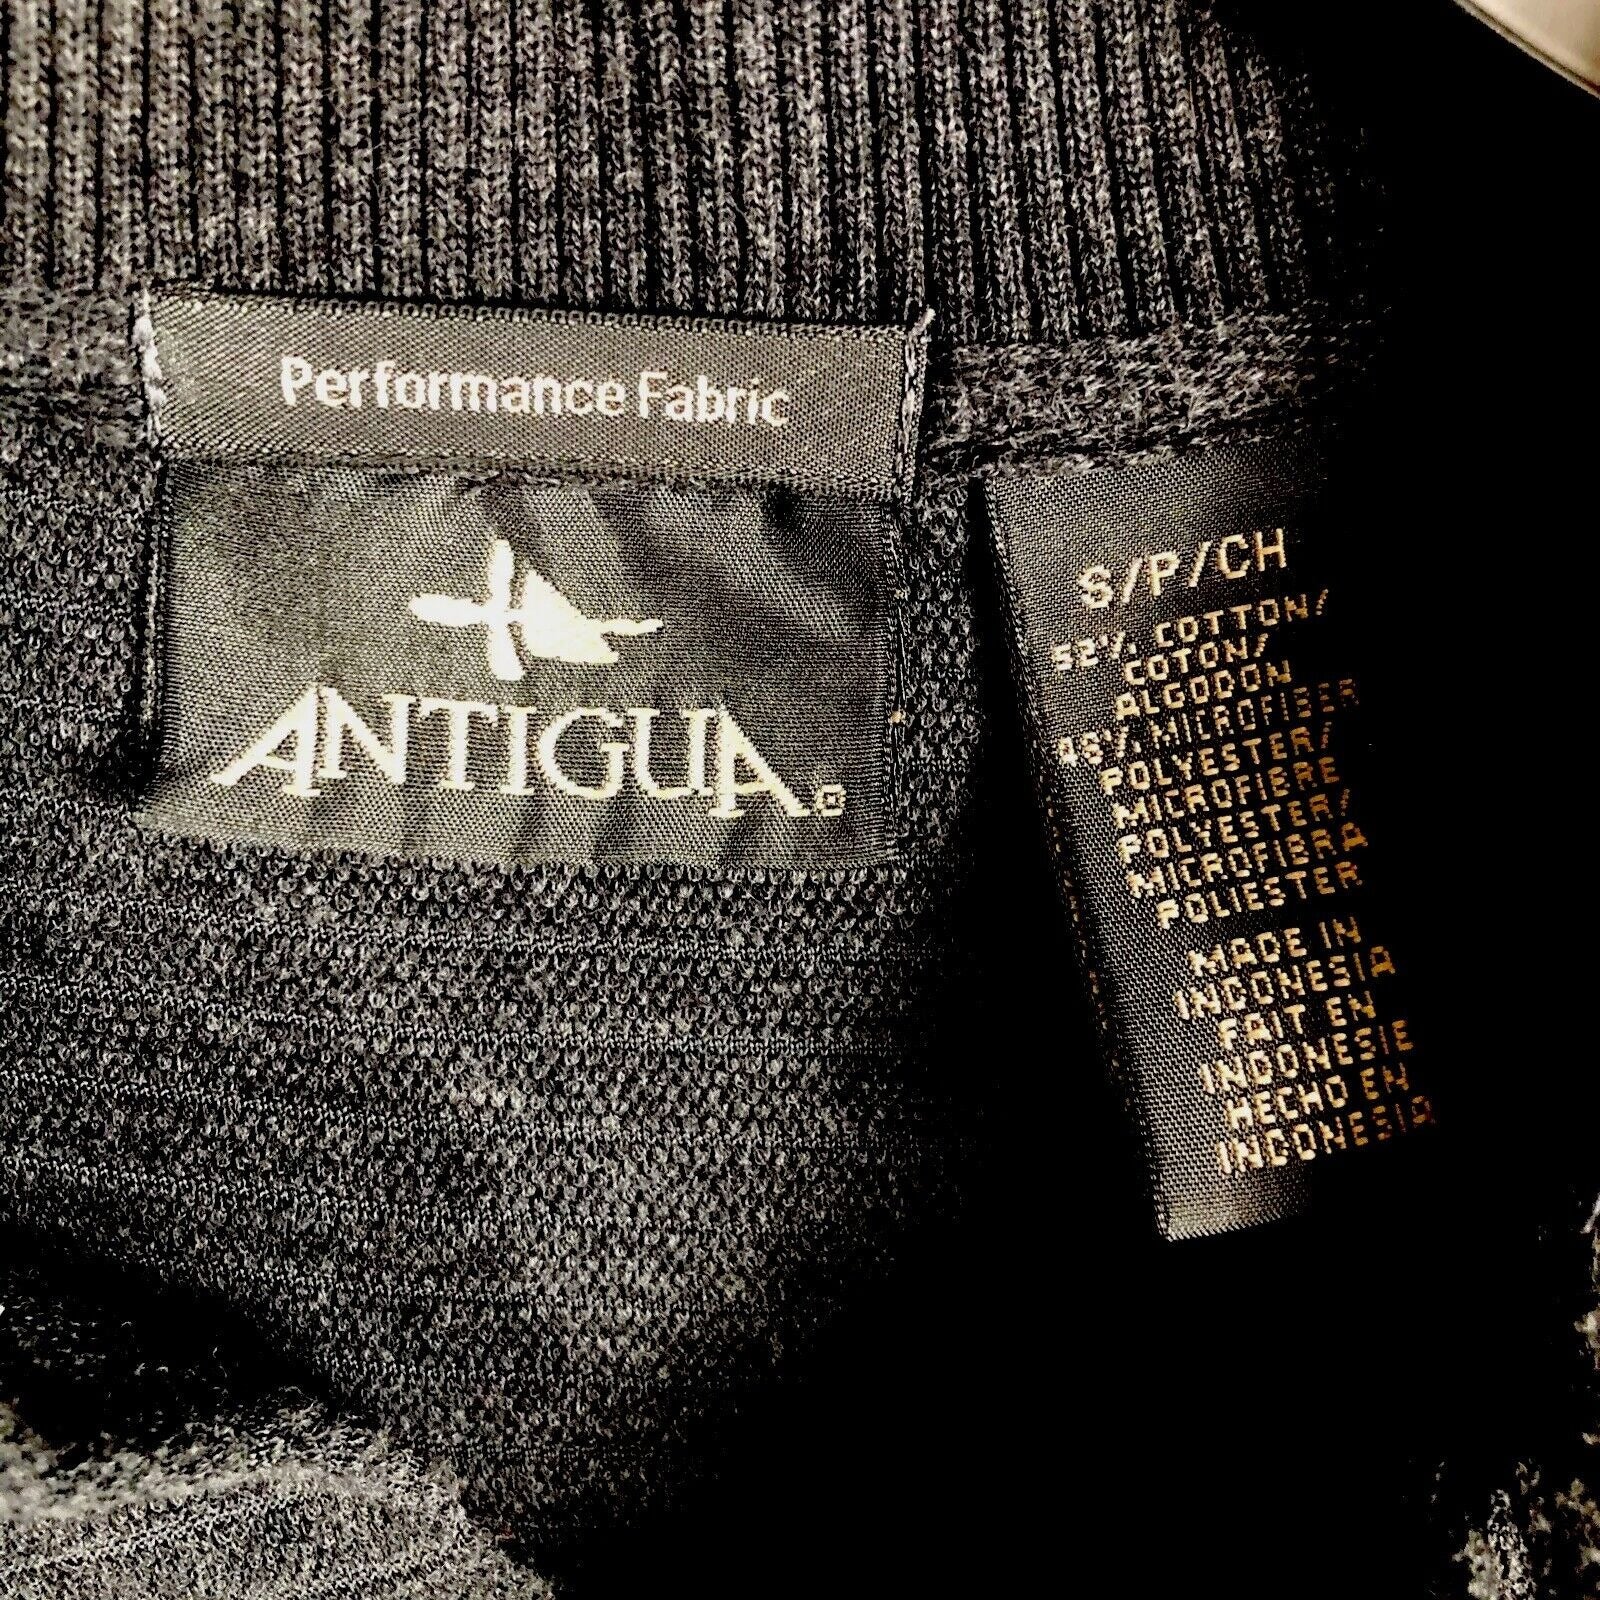 Performance Fabric
ANTIGUA®
S/P/CH
52% COTTON/
COTON/
ALGODON
48% MICROFIBER
POLYESTER/
MICROFIBRE
POLYESTER/
MICROFIBRA
POLIESTER
MADE IN
INDONESIA
FAIT EN
INDONESIE
HECHO EN
INDONESIA